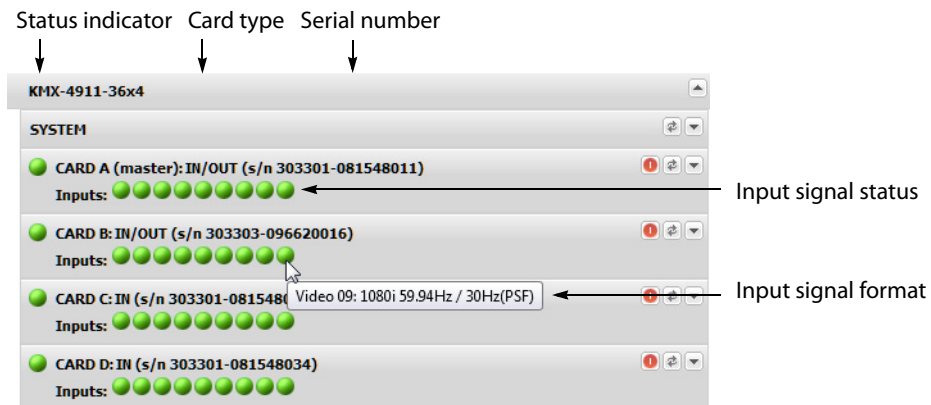 Status indicator Card type Serial number
KMX-4911-36x4
SYSTEM
CARD A (master): IN/OUT (s/n 303301-081548011)
Inputs:
Input signal status
CARD B: IN/OUT (s/n 303303-096620016)
Inputs:
Video 09: 1080i 59.94Hz / 30Hz(PSF)
Input signal format
CARD C: IN (s/n 303301-081548
Inputs:
CARD D: IN (s/n 303301-081548034)
Inputs: